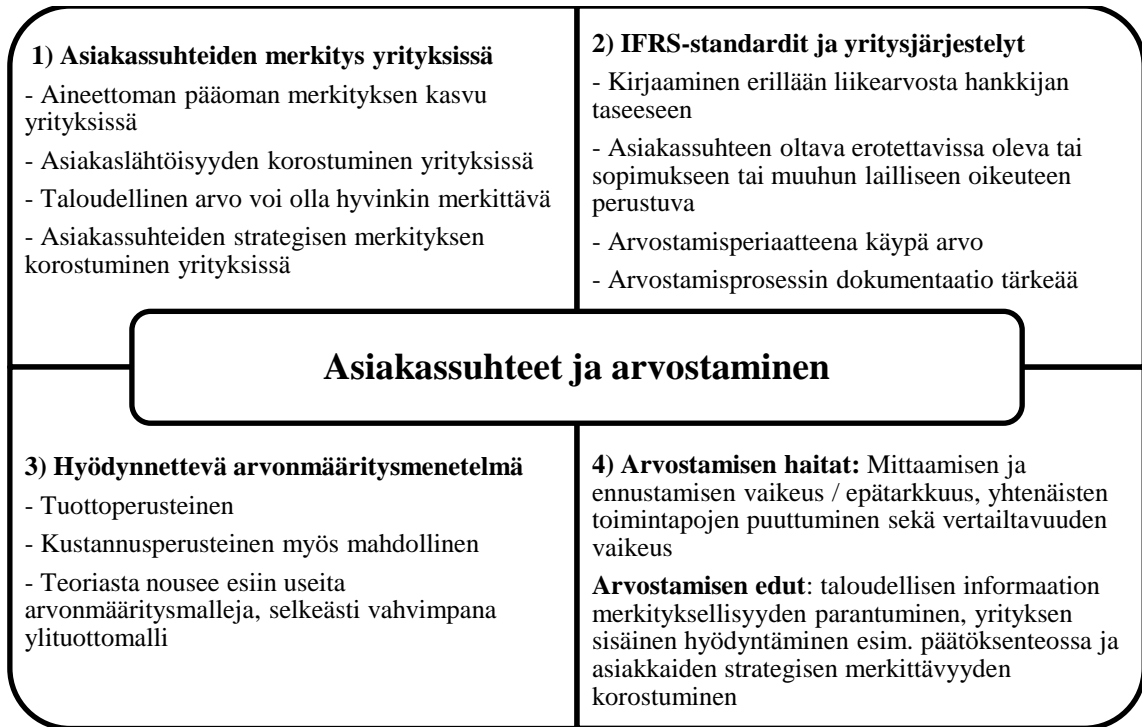 1) Asiakassuhteiden merkitys yrityksissä
- Aineettoman pääoman merkityksen kasvu
yrityksissä
- Asiakaslähtöisyyden korostuminen yrityksissä
- Taloudellinen arvo voi olla hyvinkin merkittävä
- Asiakassuhteiden strategisen merkityksen
korostuminen yrityksissä
2) IFRS-standardit ja yritysjärjestelyt
- Kirjaaminen erillään liikearvosta hankkijan
taseeseen
- Asiakassuhteen oltava erotettavissa oleva tai
sopimukseen tai muuhun lailliseen oikeuteen
perustuva
- Arvostamisperiaatteena käypä arvo
- Arvostamisprosessin dokumentaatio tärkeää
Asiakassuhteet ja arvostaminen
3) Hyödynnettevä arvonmääritysmenetelmä
- Tuottoperusteinen
- Kustannusperusteinen myös mahdollinen
- Teoriasta nousee esiin useita
arvonmääritysmalleja, selkeästi vahvimpana
ylituottomalli
4) Arvostamisen haitat: Mittaamisen ja
ennustamisen vaikeus / epätarkkuus, yhtenäisten
toimintapojen puuttuminen sekä vertailtavuuden
vaikeus
Arvostamisen edut: taloudellisen informaation
merkityksellisyyden parantuminen, yrityksen
sisäinen hyödyntäminen esim. päätöksenteossa ja
asiakkaiden strategisen merkittävyyden
korostuminen